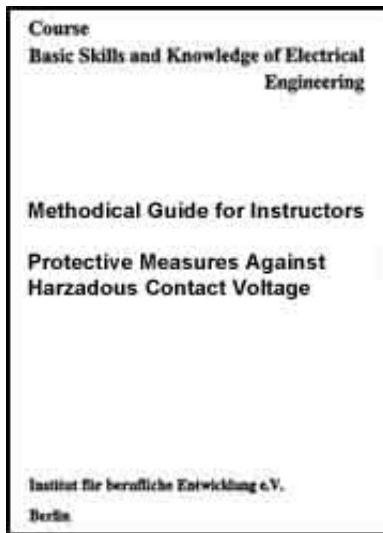 Course
Basic Skills and Knowledge of Electrical
Engineering
Methodical Guide for Instructors
Protective Measures Against
Harzadous Contact Voltage
Institut für berufliche Entwicklung e.V.
Berlin